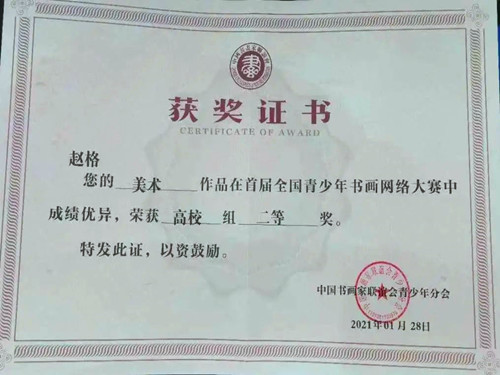 获奖证书
CERTIFICATE OF AWARD
赵格
您的 美术 作品在首届全国青少年书画网络大赛中
成绩优异，荣获 高校 组 二等 奖。
特发此证，以资鼓励。
中国书画家联谊会青少年分会
2021年01月28日